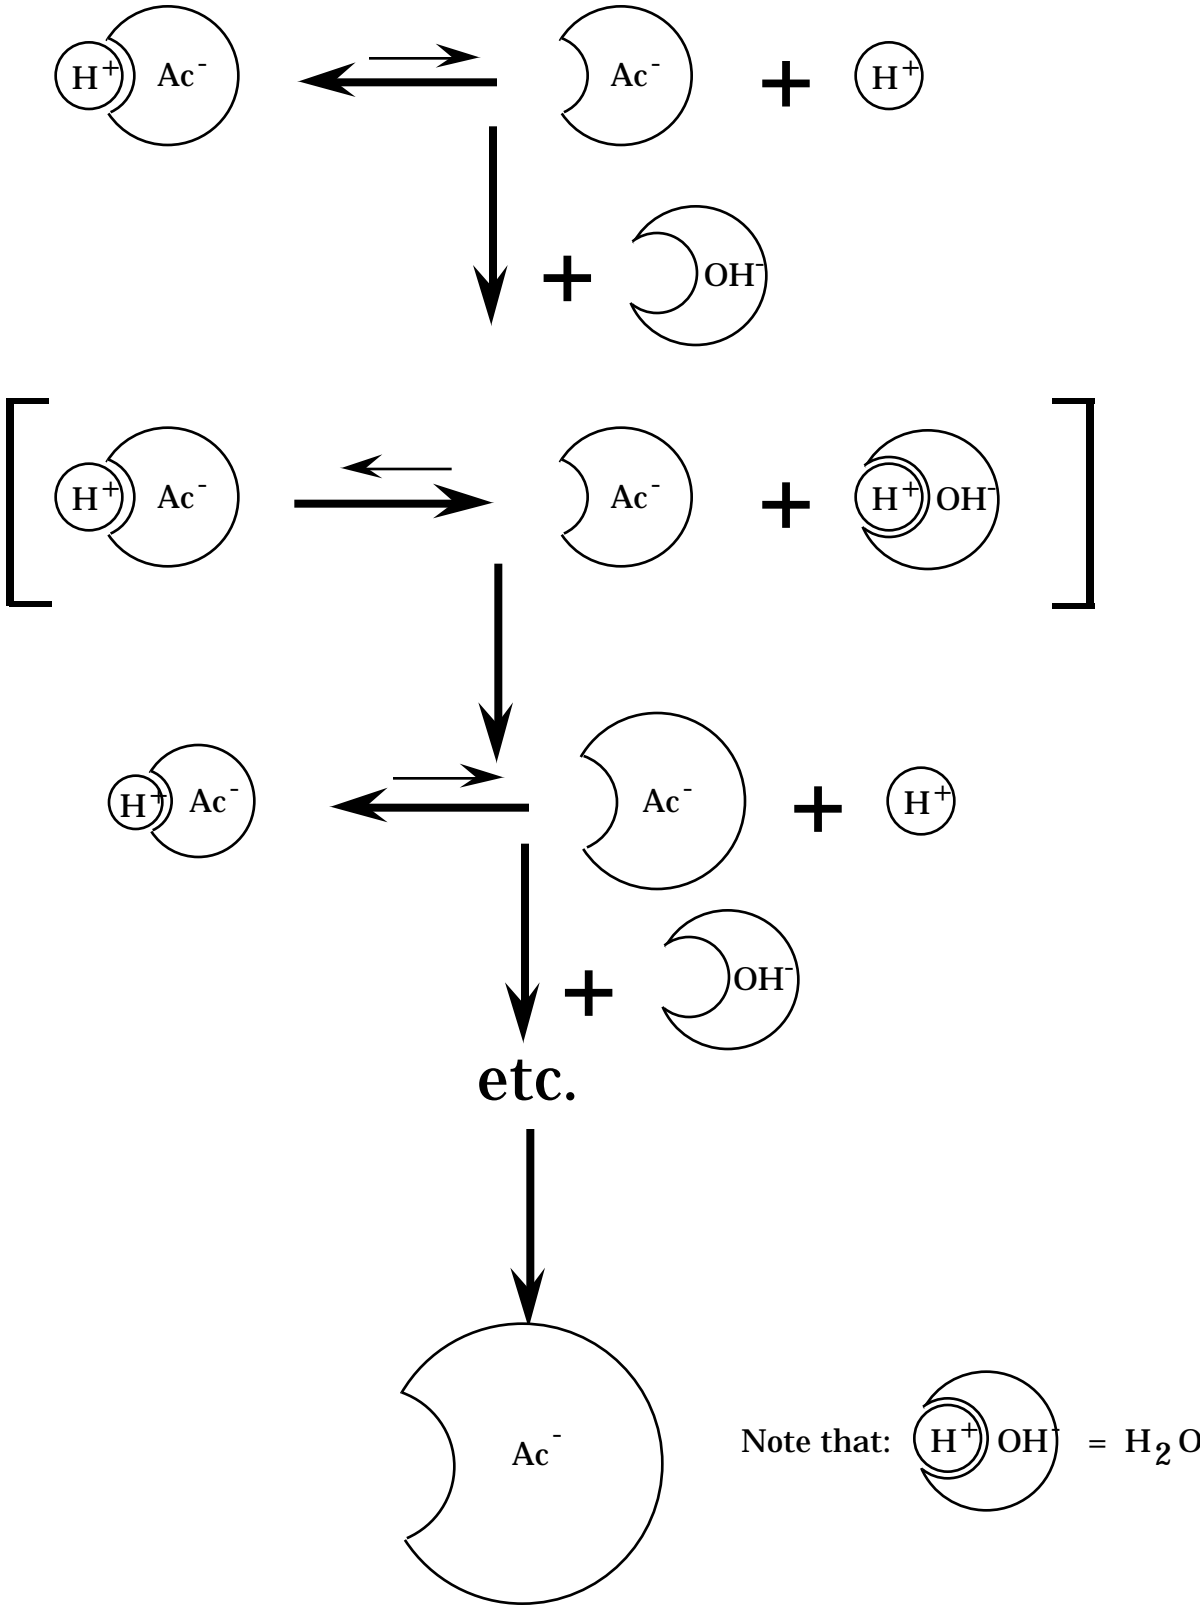 H+ Ac- Ac- + H+
+ OH-
[ H+ Ac- Ac- + H+ OH- ]
H+ Ac- Ac- + H+
+ OH-
etc.
Ac-
Note that: H+ OH- = H2O